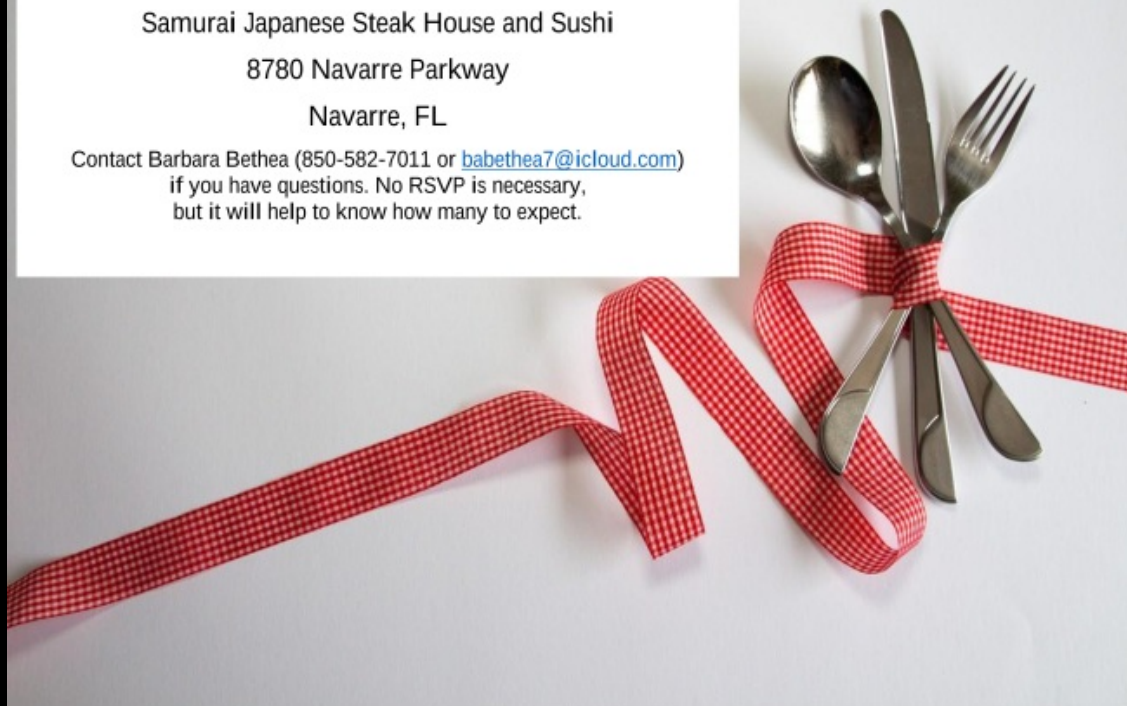 Samurai Japanese Steak House and Sushi
8780 Navarre Parkway
Navarre, FL
Contact Barbara Bethea (850-582-7011 or babethea7@icloud.com)
if you have questions. No RSVP is necessary,
but it will help to know how many to expect.